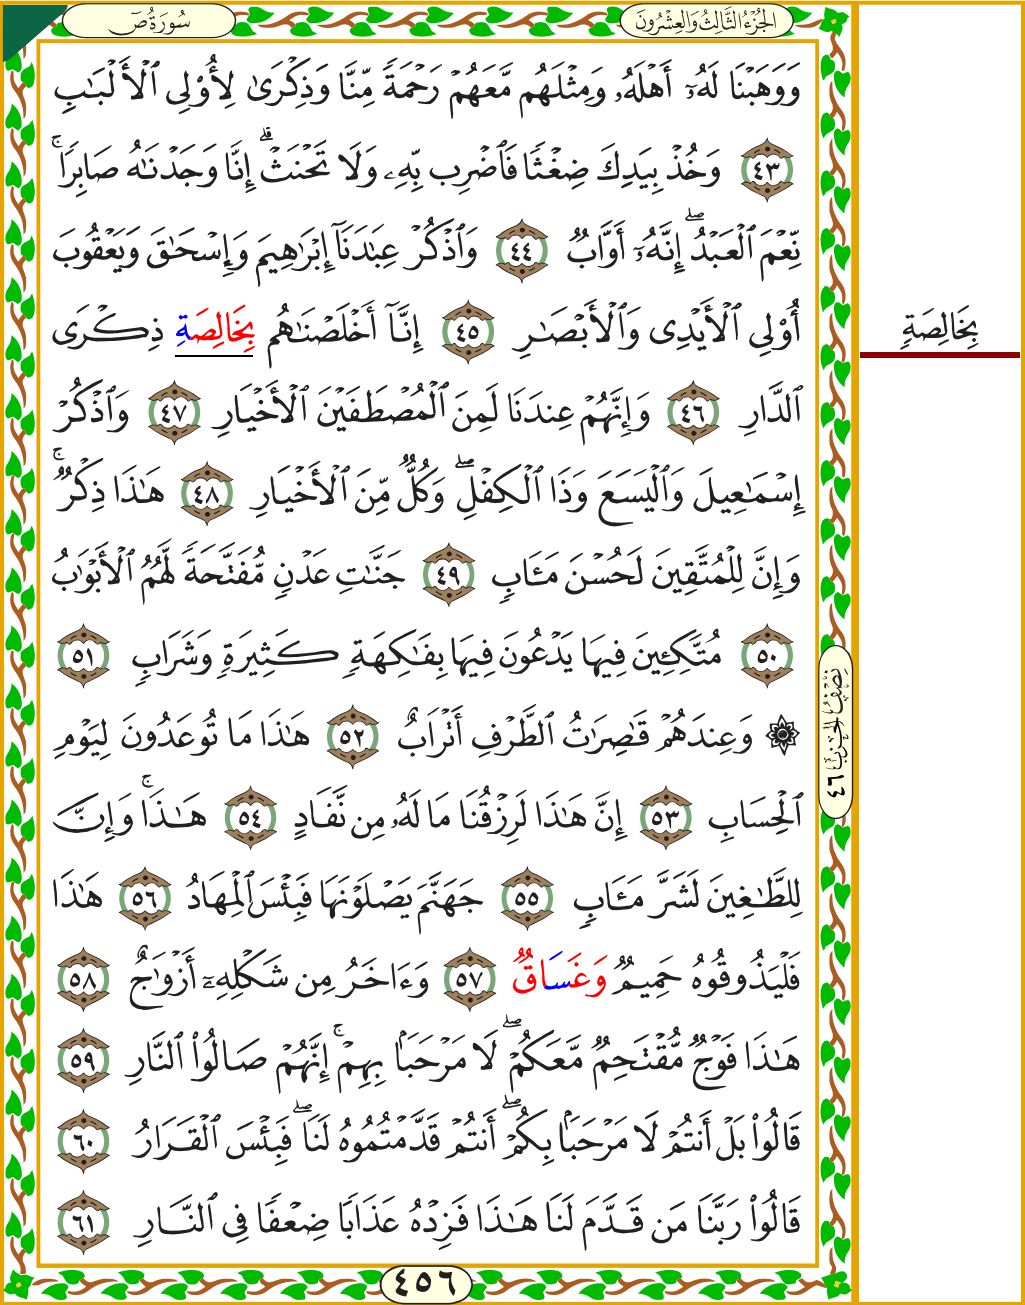 سُورَةُ صٓ
الجُزْءُ الثَّالِثُ وَالعِشْرُونَ
وَوَهَبْنَا لَهُۥٓ أَهْلَهُۥ وَمِثْلَهُم مَّعَهُمْ رَحْمَةً مِّنَّا وَذِكْرَىٰ لِأُو۟لِى ٱلْأَلْبَٰبِ
٤٣ وَخُذْ بِيَدِكَ ضِغْثًا فَٱضْرِب بِّهِۦ وَلَا تَحْنَثْ ۗ إِنَّا وَجَدْنَٰهُ صَابِرًا ۚ
نِّعْمَ ٱلْعَبْدُ ۖ إِنَّهُۥٓ أَوَّابٌ ٤٤ وَٱذْكُرْ عِبَٰدَنَآ إِبْرَٰهِيمَ وَإِسْحَٰقَ وَيَعْقُوبَ
أُو۟لِى ٱلْأَيْدِى وَٱلْأَبْصَٰرِ ٤٥ إِنَّآ أَخْلَصْنَٰهُم بِخَالِصَةِ ذِكْرَى
بِخَالِصَةِ
ٱلدَّارِ ٤٦ وَإِنَّهُمْ عِندَنَا لَمِنَ ٱلْمُصْطَفَيْنَ ٱلْأَخْيَارِ ٤٧ وَٱذْكُرْ
إِسْمَٰعِيلَ وَٱلْيَسَعَ وَذَا ٱلْكِفْلِ ۖ وَكُلٌّ مِّنَ ٱلْأَخْيَارِ ٤٨ هَٰذَا ذِكْرٌ ۚ
وَإِنَّ لِلْمُتَّقِينَ لَحُسْنَ مَـَٔابٍ ٤٩ جَنَّٰتِ عَدْنٍ مُّفَتَّحَةً لَّهُمُ ٱلْأَبْوَٰبُ
٥٠ مُتَّكِـِٔينَ فِيهَا يَدْعُونَ فِيهَا بِفَٰكِهَةٍ كَثِيرَةٍ وَشَرَابٍ ٥١
۞ وَعِندَهُمْ قَٰصِرَٰتُ ٱلطَّرْفِ أَتْرَابٌ ٥٢ هَٰذَا مَا تُوعَدُونَ لِيَوْمِ
نِصْفُ الحِزْبِ ٤٦
ٱلْحِسَابِ ٥٣ إِنَّ هَٰذَا لَرِزْقُنَا مَا لَهُۥ مِن نَّفَادٍ ٥٤ هَٰذَا ۚ وَإِنَّ
لِلطَّٰغِينَ لَشَرَّ مَـَٔابٍ ٥٥ جَهَنَّمَ يَصْلَوْنَهَا فَبِئْسَ ٱلْمِهَادُ ٥٦ هَٰذَا
فَلْيَذُوقُوهُ حَمِيمٌ وَغَسَاقٌ ٥٧ وَءَاخَرُ مِن شَكْلِهِۦٓ أَزْوَٰجٌ ٥٨
هَٰذَا فَوْجٌ مُّقْتَحِمٌ مَّعَكُمْ ۖ لَا مَرْحَبًۢا بِهِمْ ۚ إِنَّهُمْ صَالُوا۟ ٱلنَّارِ ٥٩
قَالُوا۟ بَلْ أَنتُمْ لَا مَرْحَبًۢا بِكُمْ ۖ أَنتُمْ قَدَّمْتُمُوهُ لَنَا ۖ فَبِئْسَ ٱلْقَرَارُ ٦٠
قَالُوا۟ رَبَّنَا مَن قَدَّمَ لَنَا هَٰذَا فَزِدْهُ عَذَابًا ضِعْفًا فِى ٱلنَّارِ ٦١
٤٥٦